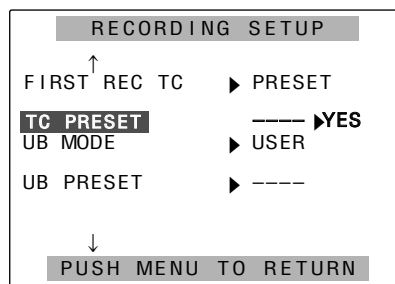 RECORDING SETUP
↑
FIRST REC TC ▶ PRESET
TC PRESET ---- ▶YES
UB MODE ▶ USER
UB PRESET ▶ ----
↓
PUSH MENU TO RETURN